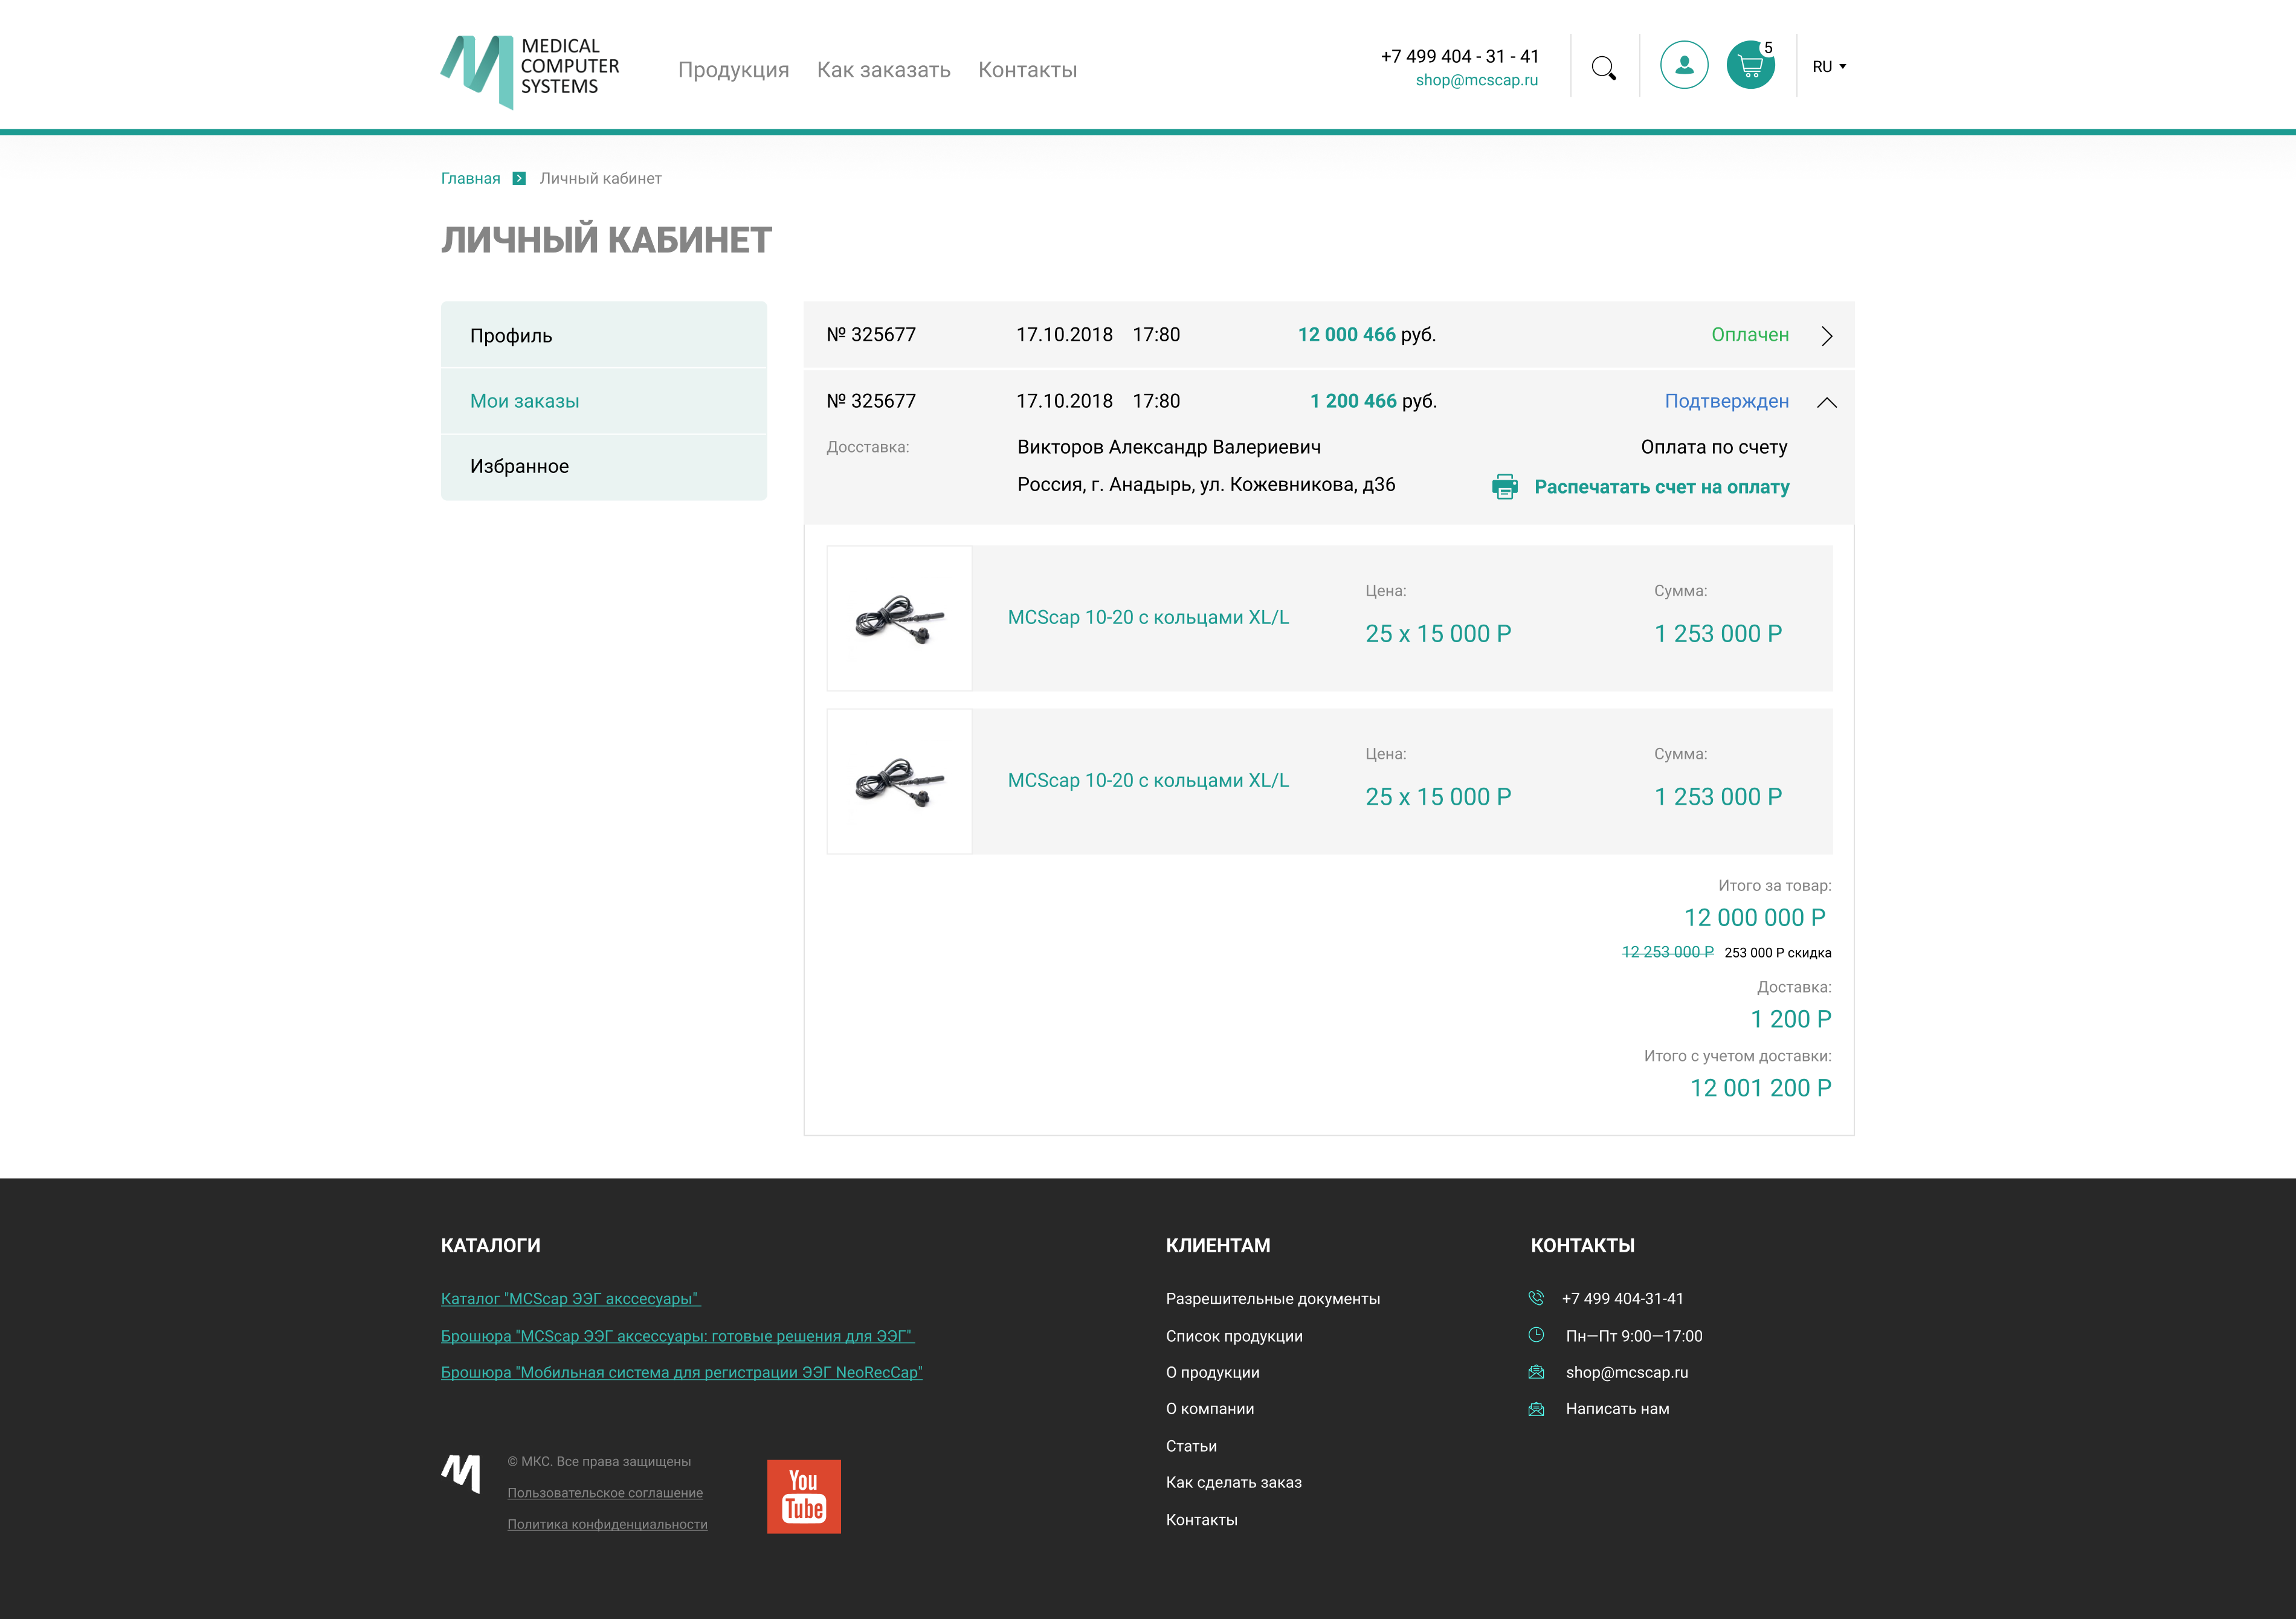 MEDICAL
COMPUTER
SYSTEMS
Продукция Как заказать Контакты
+7 499 404 - 31 - 41
shop@mcscap.ru
5
RU
Главная Личный кабинет
ЛИЧНЫЙ КАБИНЕТ
Профиль
Мои заказы
Избранное
№ 325677 17.10.2018 17:80 12 000 466 руб. Оплачен
№ 325677 17.10.2018 17:80 1 200 466 руб. Подтвержден
Досставка: Викторов Александр Валериевич Оплата по счету
Россия, г. Анадырь, ул. Кожевникова, д36 Распечатать счет на оплату
Цена: Сумма:
MCScap 10-20 с кольцами XL/L 25 x 15 000 Р 1 253 000 Р
Цена: Сумма:
MCScap 10-20 с кольцами XL/L 25 x 15 000 Р 1 253 000 Р
Итого за товар:
12 000 000 Р
12 253 000 Р 253 000 Р скидка
Доставка:
1 200 Р
Итого с учетом доставки:
12 001 200 Р
КАТАЛОГИ
Каталог "MCScap ЭЭГ акссесуары"
Брошюра "MCScap ЭЭГ аксессуары: готовые решения для ЭЭГ"
Брошюра "Мобильная система для регистрации ЭЭГ NeoRecCap"
© МКС. Все права защищены
Пользовательское соглашение
Политика конфиденциальности
You
Tube
КЛИЕНТАМ
Разрешительные документы
Список продукции
О продукции
О компании
Статьи
Как сделать заказ
Контакты
КОНТАКТЫ
+7 499 404-31-41
Пн—Пт 9:00—17:00
shop@mcscap.ru
Написать нам